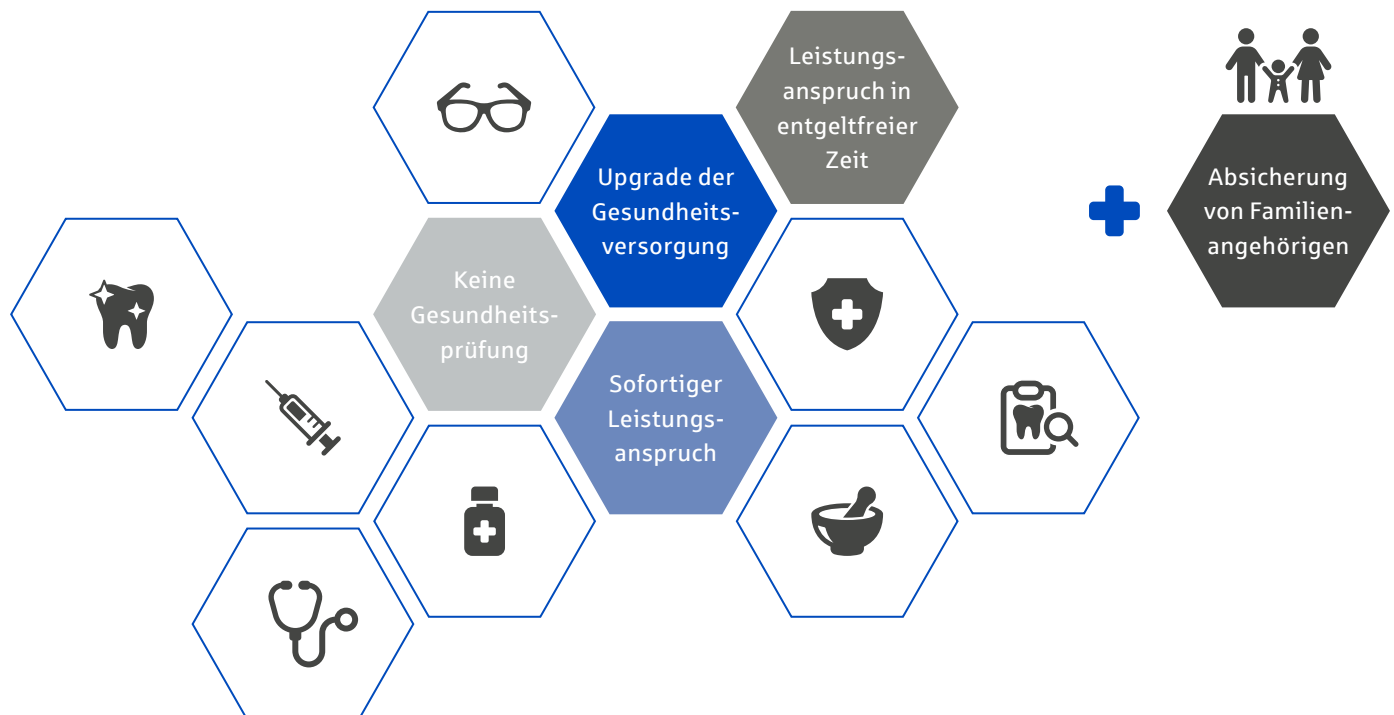 Leistungs-
anspruch in
entgeltfreier
Zeit
Upgrade der
Gesundheits-
versorgung
Absicherung
von Familien-
angehörigen
Keine
Gesundheits-
prüfung
Sofortiger
Leistungs-
anspruch